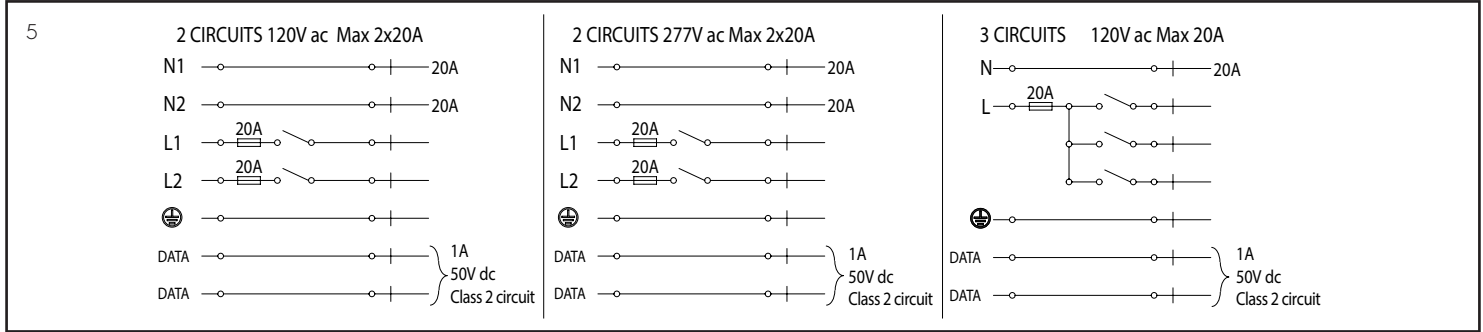 5
2 CIRCUITS 120V ac Max 2x20A
N1 20A
N2 20A
L1 20A
L2 20A
DATA
DATA
1A
50V dc
Class 2 circuit
2 CIRCUITS 277V ac Max 2x20A
N1 20A
N2 20A
L1 20A
L2 20A
DATA
DATA
1A
50V dc
Class 2 circuit
3 CIRCUITS 120V ac Max 20A
N 20A
L 20A
DATA
DATA
1A
50V dc
Class 2 circuit